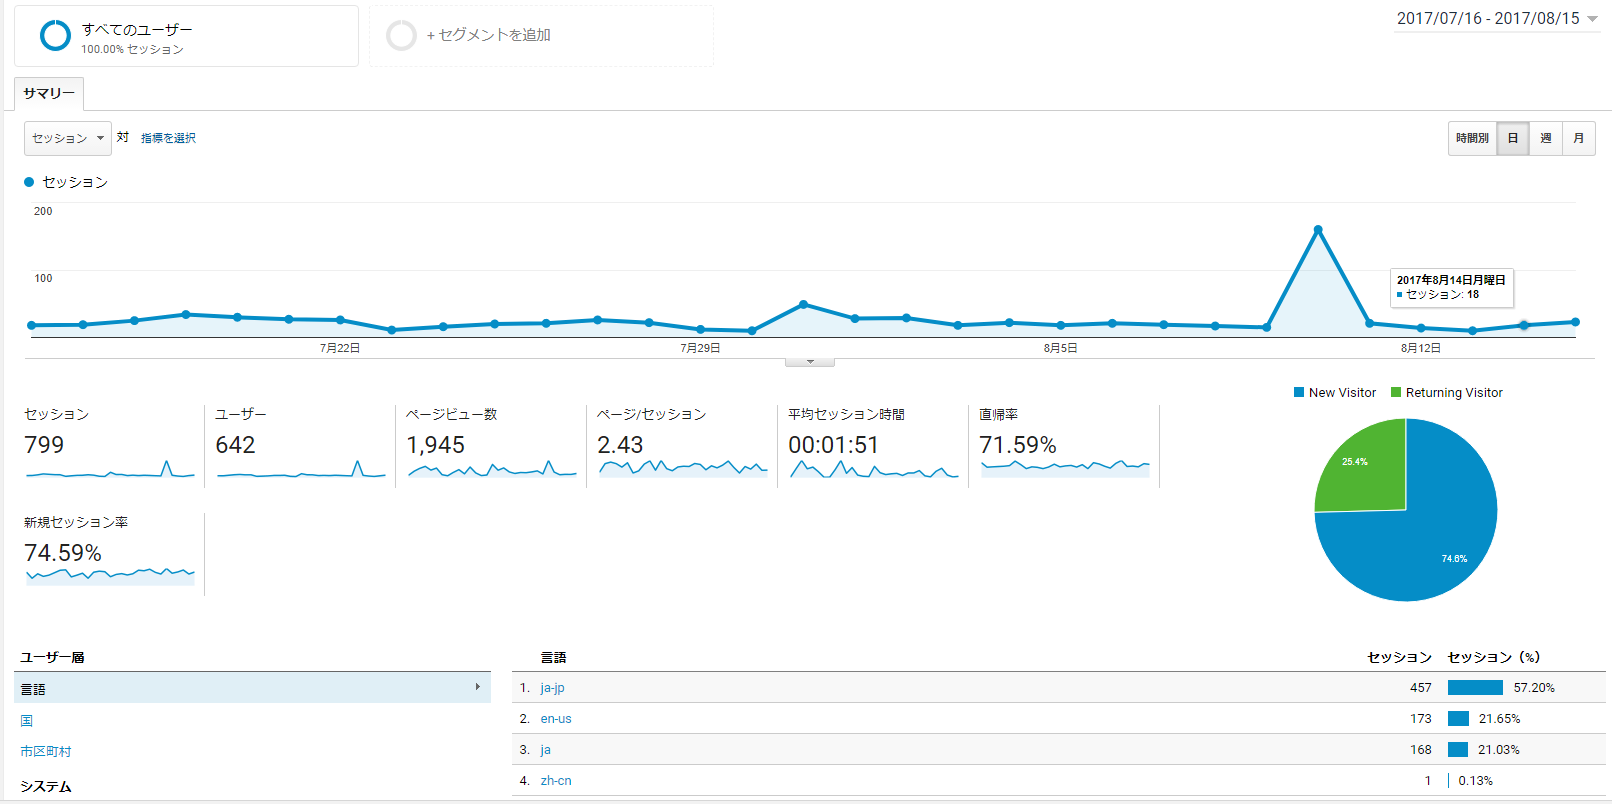 すべてのユーザー
100.00% セッション
+ セグメントを追加
2017/07/16 - 2017/08/15
サマリー
セッション 対 指標を選択
時間別 日 週 月
セッション
200
100
2017年8月14日月曜日
セッション: 18
7月22日 7月29日 8月5日 8月12日
New Visitor Returning Visitor
セッション
799
ユーザー
642
ページビュー数
1,945
ページ/セッション
2.43
平均セッション時間
00:01:51
直帰率
71.59%
25.4%
74.6%
新規セッション率
74.59%
ユーザー層
言語
国
市区町村
システム
言語 セッション セッション（%）
1. ja-jp 457 57.20%
2. en-us 173 21.65%
3. ja 168 21.03%
4. zh-cn 1 0.13%